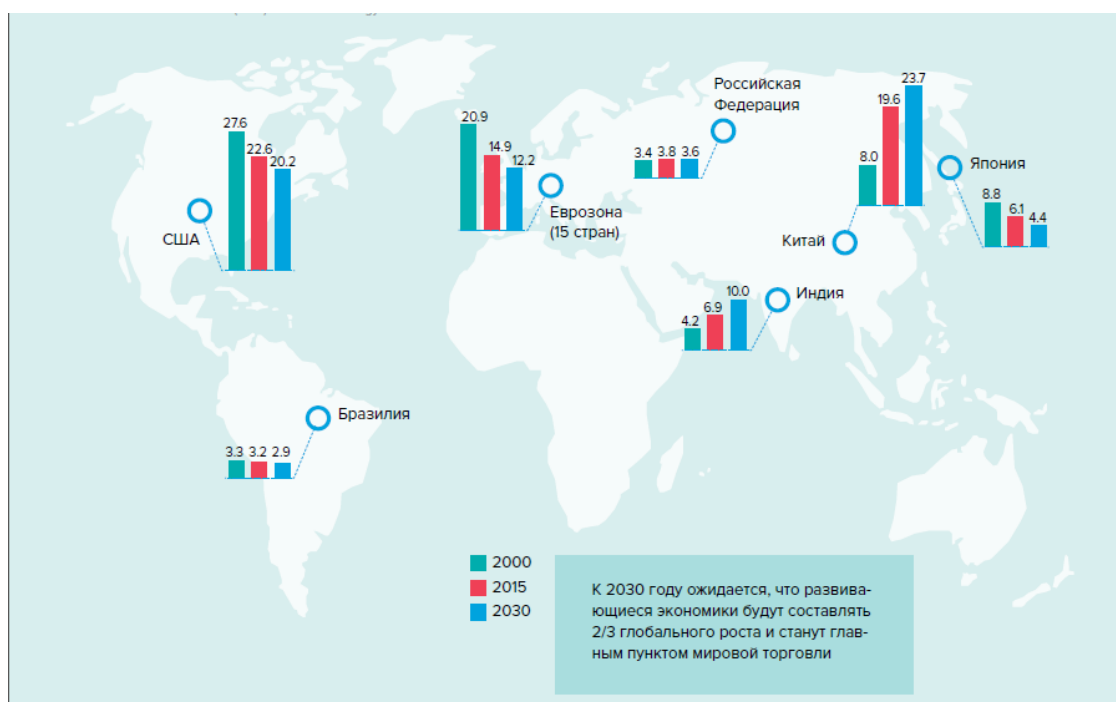 Российская
Федерация
23.7
19.6
8.0
27.6
22.6
20.2
20.9
14.9
12.2
3.4 3.8 3.6
Япония
8.8
6.1
4.4
США
Еврозона
(15 стран)
Китай
Индия
10.0
6.9
4.2
Бразилия
3.3 3.2 2.9
2000
2015
2030
К 2030 году ожидается, что развива-
ющиеся экономики будут составлять
2/3 глобального роста и станут глав-
ным пунктом мировой торговли